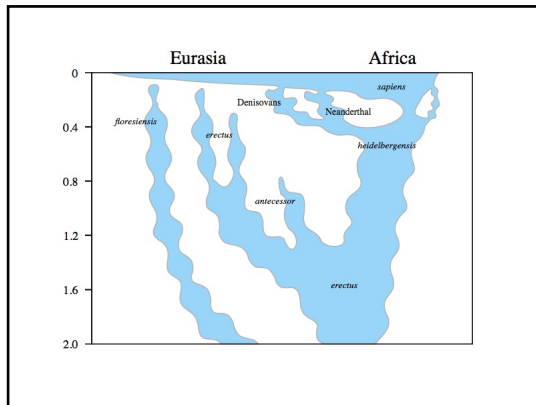 Eurasia Africa
0
sapiens
Denisovans
Neanderthal
floresiensis
0.4
erectus
heidelbergensis
0.8
antecessor
1.2
erectus
1.6
2.0